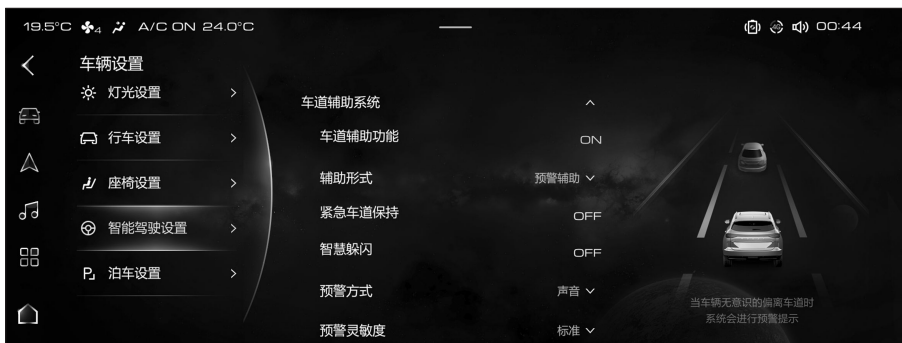 19.5°C 4 A/C ON 24.0°C 4G 00:44
车辆设置
灯光设置
行车设置
座椅设置
智能驾驶设置
P 泊车设置
车道辅助系统
车道辅助功能 ON
辅助形式 预警辅助
紧急车道保持 OFF
智慧躲闪 OFF
预警方式 声音
预警灵敏度 标准
当车辆无意识的偏离车道时
系统会进行预警提示